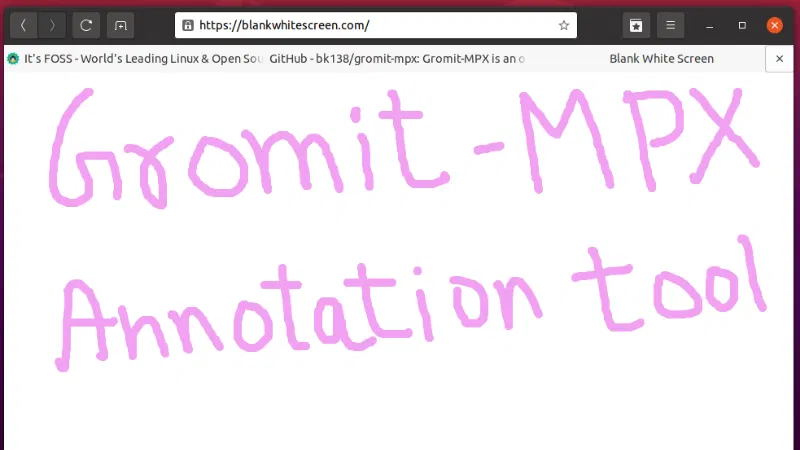 https://blankwhitescreen.com/
It's FOSS - World's Leading Linux & Open Sou
GitHub - bk138/gromit-mpx: Gromit-MPX is an o
Blank White Screen
Gromit - MPX
Annotation tool